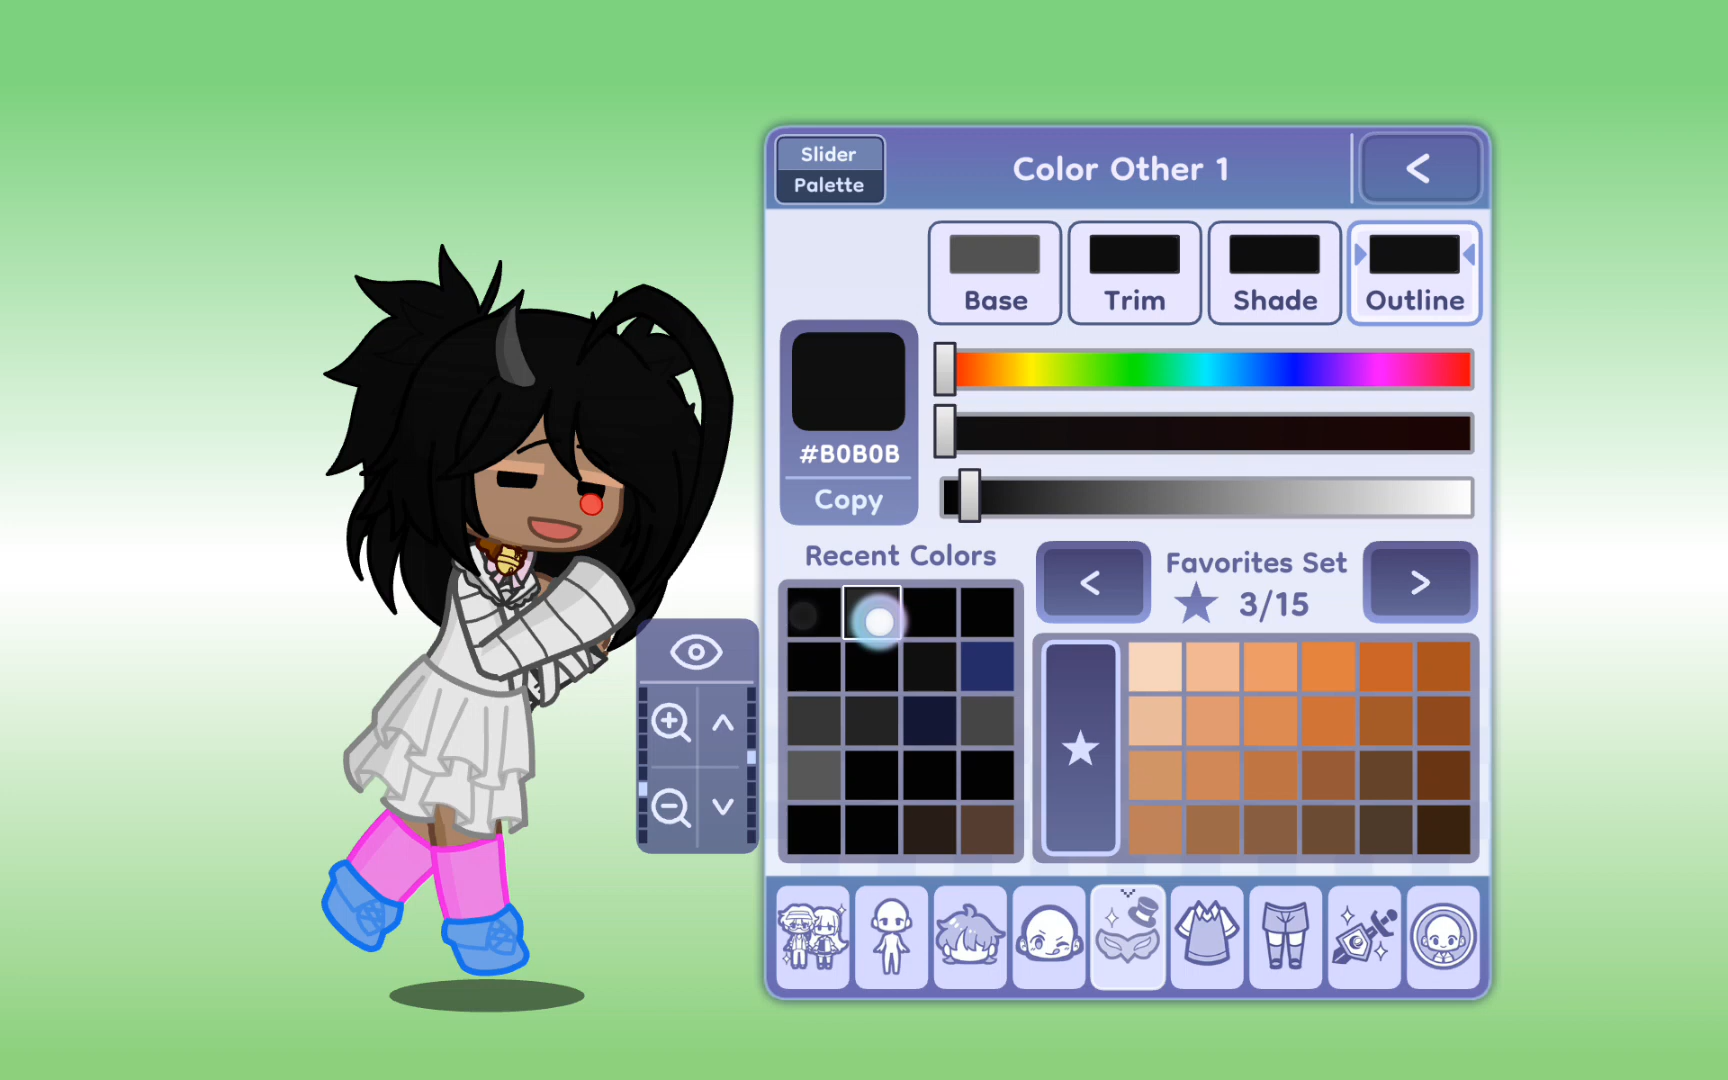 Slider
Palette
Color Other 1
Base
Trim
Shade
Outline
#B0B0B
Copy
Recent Colors
Favorites Set
3/15